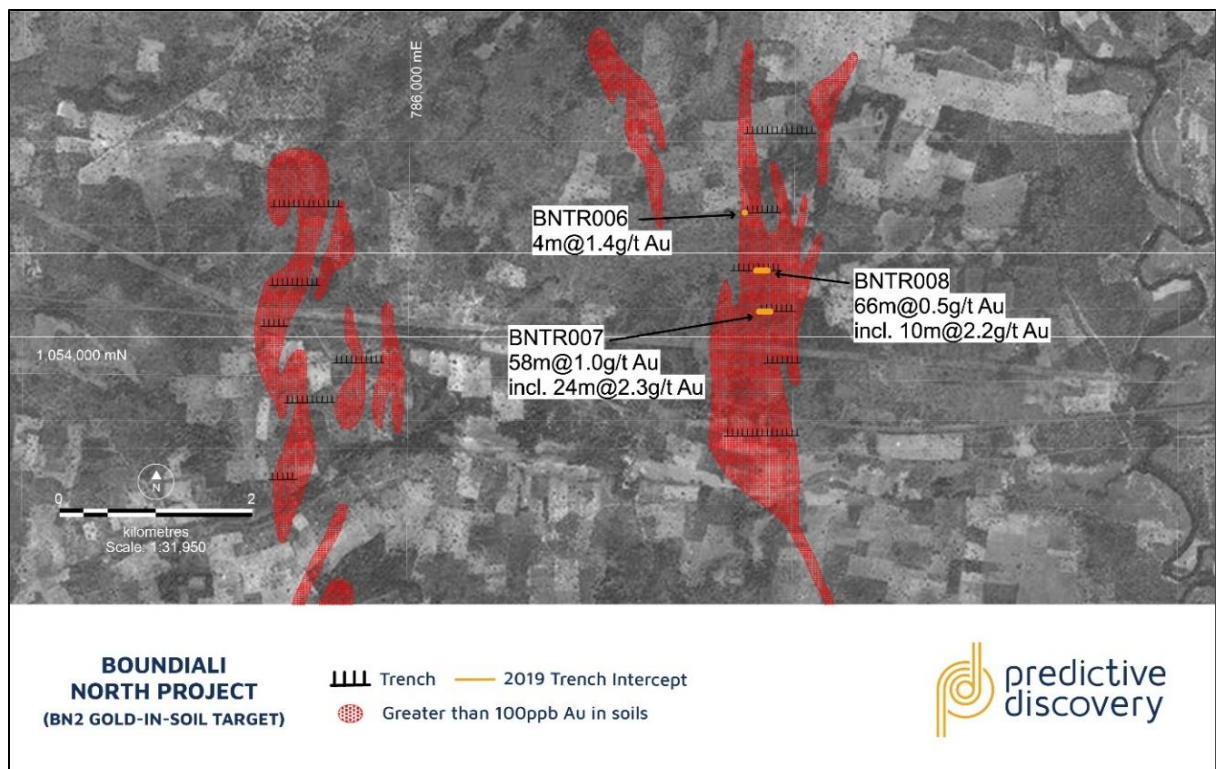 786,000 mE
BNTR006
4m@1.4g/t Au
BNTR008
66m@0.5g/t Au
incl. 10m@2.2g/t Au
BNTR007
58m@1.0g/t Au
incl. 24m@2.3g/t Au
1,054,000 mN
N
0 2
kilometres
Scale: 1:31,950
BOUNDIALI
NORTH PROJECT
(BN2 GOLD-IN-SOIL TARGET)
Trench
2019 Trench Intercept
Greater than 100ppb Au in soils
predictive
discovery